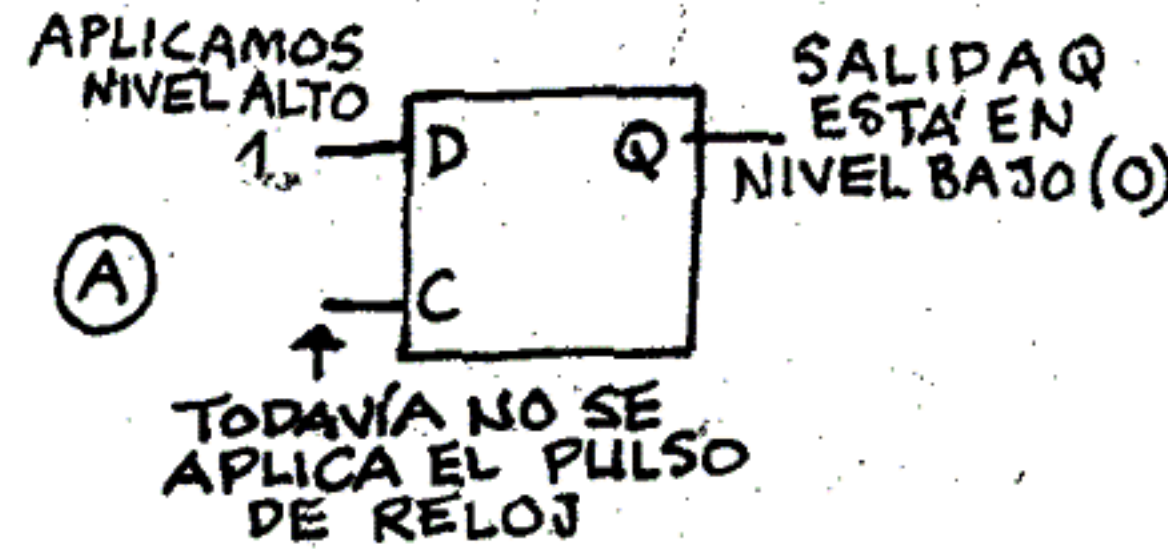 APLICAMOS
NIVEL ALTO
1
D
Q
SALIDA Q
ESTÁ EN
NIVEL BAJO (0)
A
C
TODAVÍA NO SE
APLICA EL PULSO
DE RELOJ